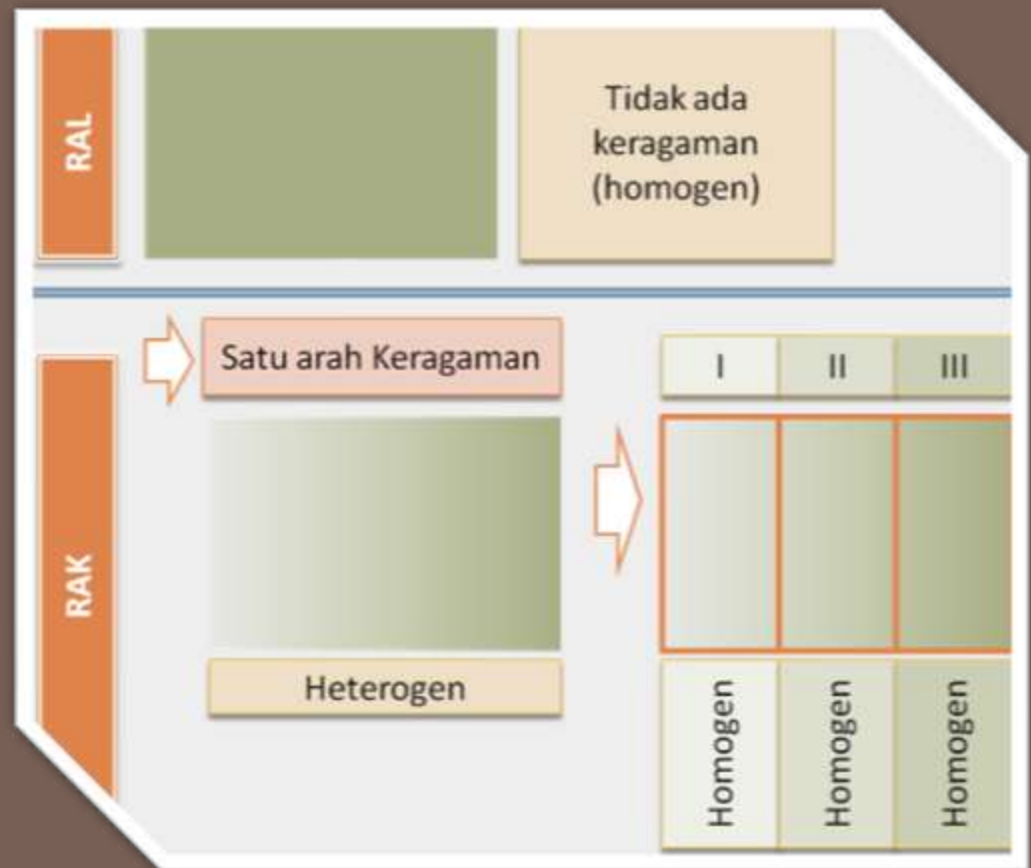 RAL
Tidak ada
keragaman
(homogen)
Satu arah Keragaman
I
II
III
RAK
Heterogen
Homogen
Homogen
Homogen